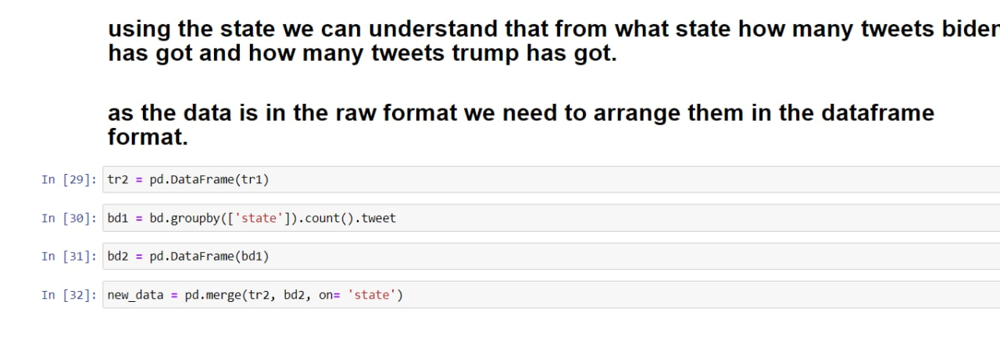 using the state we can understand that from what state how many tweets biden
has got and how many tweets trump has got.
as the data is in the raw format we need to arrange them in the dataframe
format.
In [29]: tr2 = pd.DataFrame(tr1)
In [30]: bd1 = bd.groupby(['state']).count().tweet
In [31]: bd2 = pd.DataFrame(bd1)
In [32]: new_data = pd.merge(tr2, bd2, on= 'state')